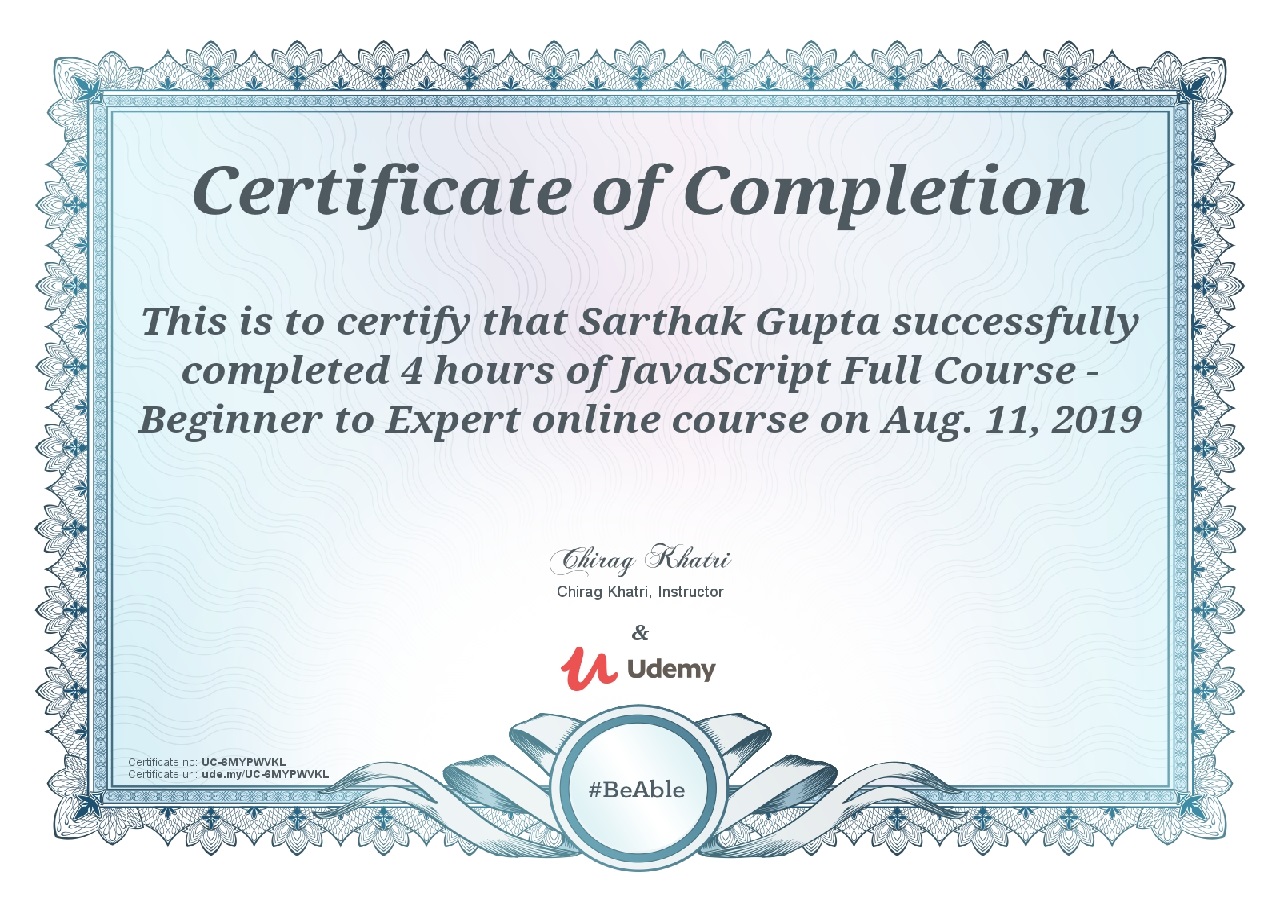 Certificate of Completion
This is to certify that Sarthak Gupta successfully
completed 4 hours of JavaScript Full Course -
Beginner to Expert online course on Aug. 11, 2019
Chirag Khatri
Chirag Khatri, Instructor
&
Udemy
Certificate no: UC-6MYPWVKL
Certificate url: ude.my/UC-6MYPWVKL
#BeAble